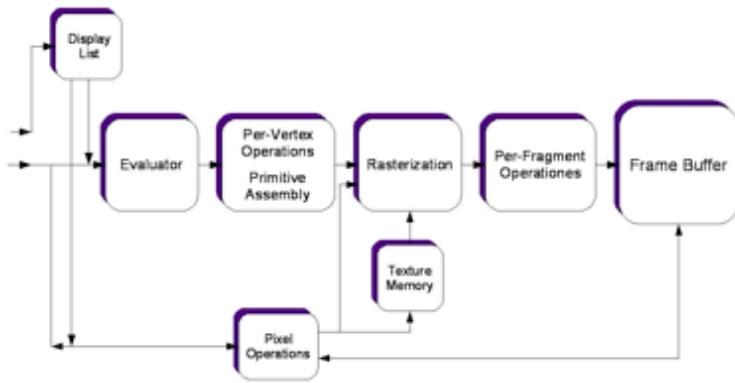 Display
List
Evaluator
Per-Vertex
Operations
Primitive
Assembly
Rasterization
Per-Fragment
Operationes
Frame Buffer
Texture
Memory
Pixel
Operations